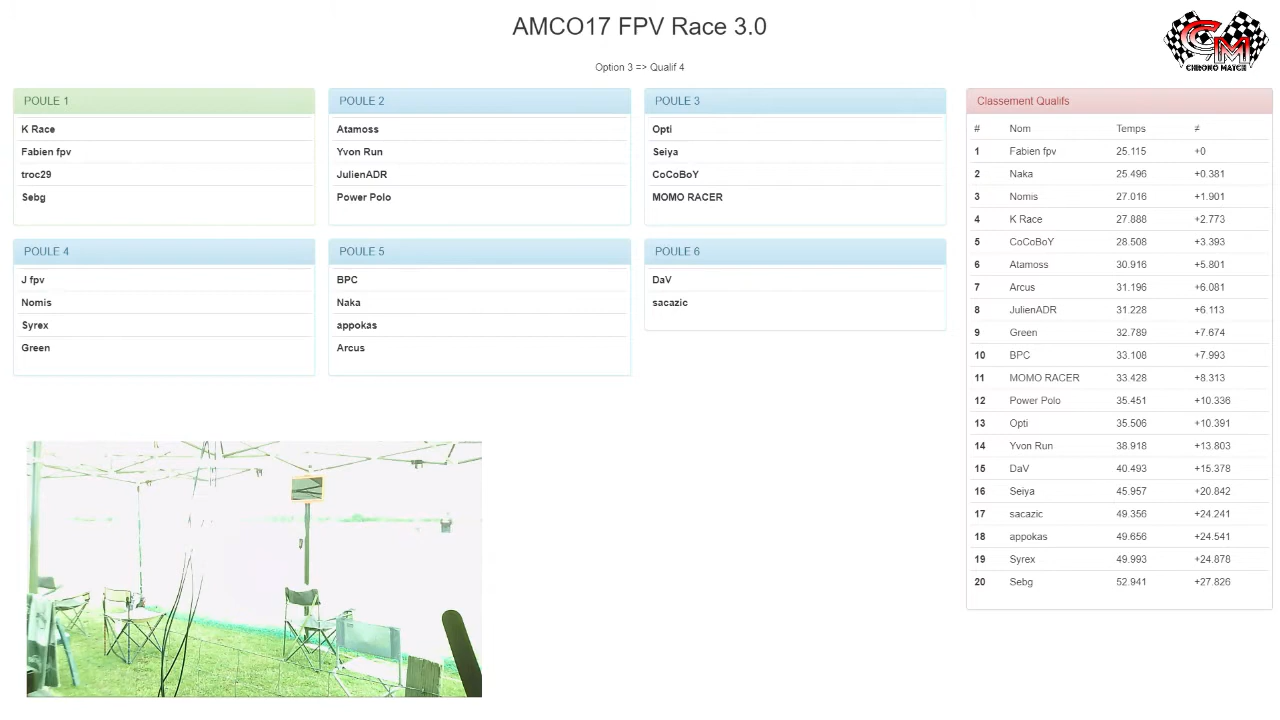 AMCO17 FPV Race 3.0
CM
CHRONO MATCH
Option 3 => Qualif 4
POULE 1
K Race
Fabien fpv
troc29
Sebg
POULE 2
Atamoss
Yvon Run
JulienADR
Power Polo
POULE 3
Opti
Seiya
CoCoBoY
MOMO RACER
POULE 4
J fpv
Nomis
Syrex
Green
POULE 5
BPC
Naka
appokas
Arcus
POULE 6
DaV
sacazic
Classement Qualifs
# Nom Temps ≠
1 Fabien fpv 25.115 +0
2 Naka 25.496 +0.381
3 Nomis 27.016 +1.901
4 K Race 27.888 +2.773
5 CoCoBoY 28.508 +3.393
6 Atamoss 30.916 +5.801
7 Arcus 31.196 +6.081
8 JulienADR 31.228 +6.113
9 Green 32.789 +7.674
10 BPC 33.108 +7.993
11 MOMO RACER 33.428 +8.313
12 Power Polo 35.451 +10.336
13 Opti 35.506 +10.391
14 Yvon Run 38.918 +13.803
15 DaV 40.493 +15.378
16 Seiya 45.957 +20.842
17 sacazic 49.356 +24.241
18 appokas 49.656 +24.541
19 Syrex 49.993 +24.878
20 Sebg 52.941 +27.826